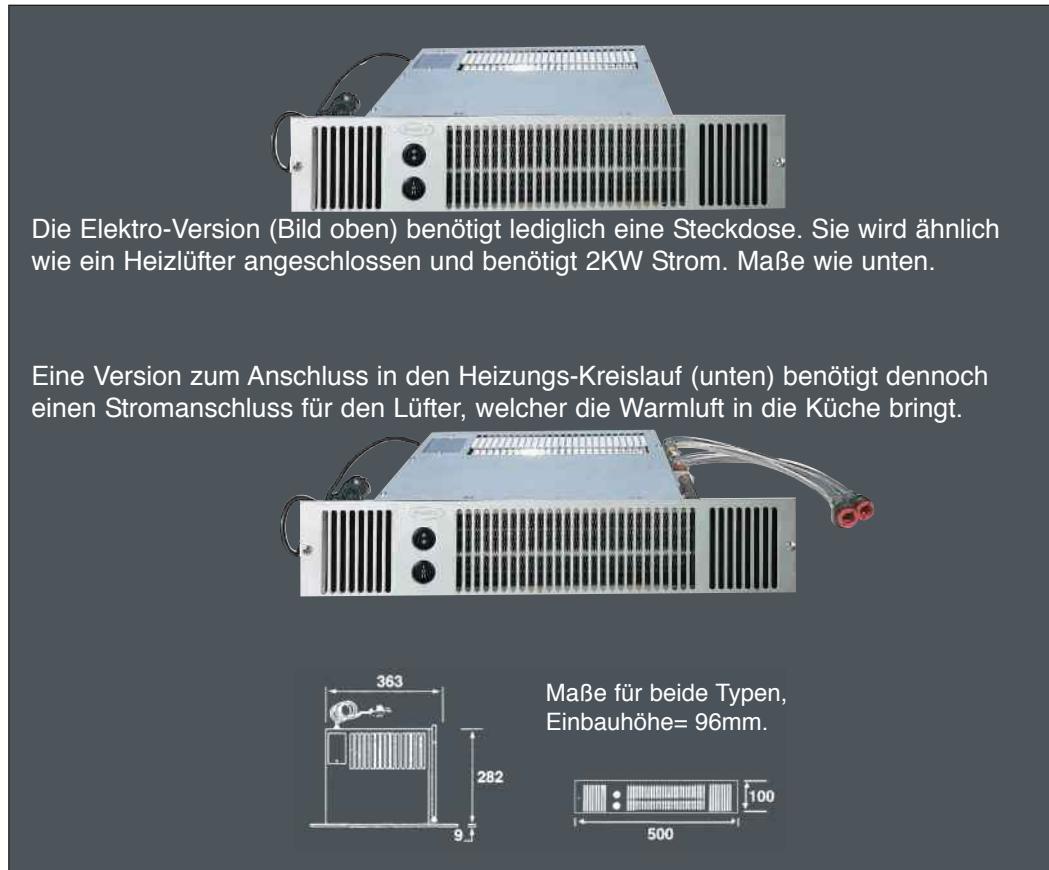 Die Elektro-Version (Bild oben) benötigt lediglich eine Steckdose. Sie wird ähnlich
wie ein Heizlüfter angeschlossen und benötigt 2KW Strom. Maße wie unten.
Eine Version zum Anschluss in den Heizungs-Kreislauf (unten) benötigt dennoch
einen Stromanschluss für den Lüfter, welcher die Warmluft in die Küche bringt.
363
Maße für beide Typen,
Einbauhöhe= 96mm.
282
9
100
500